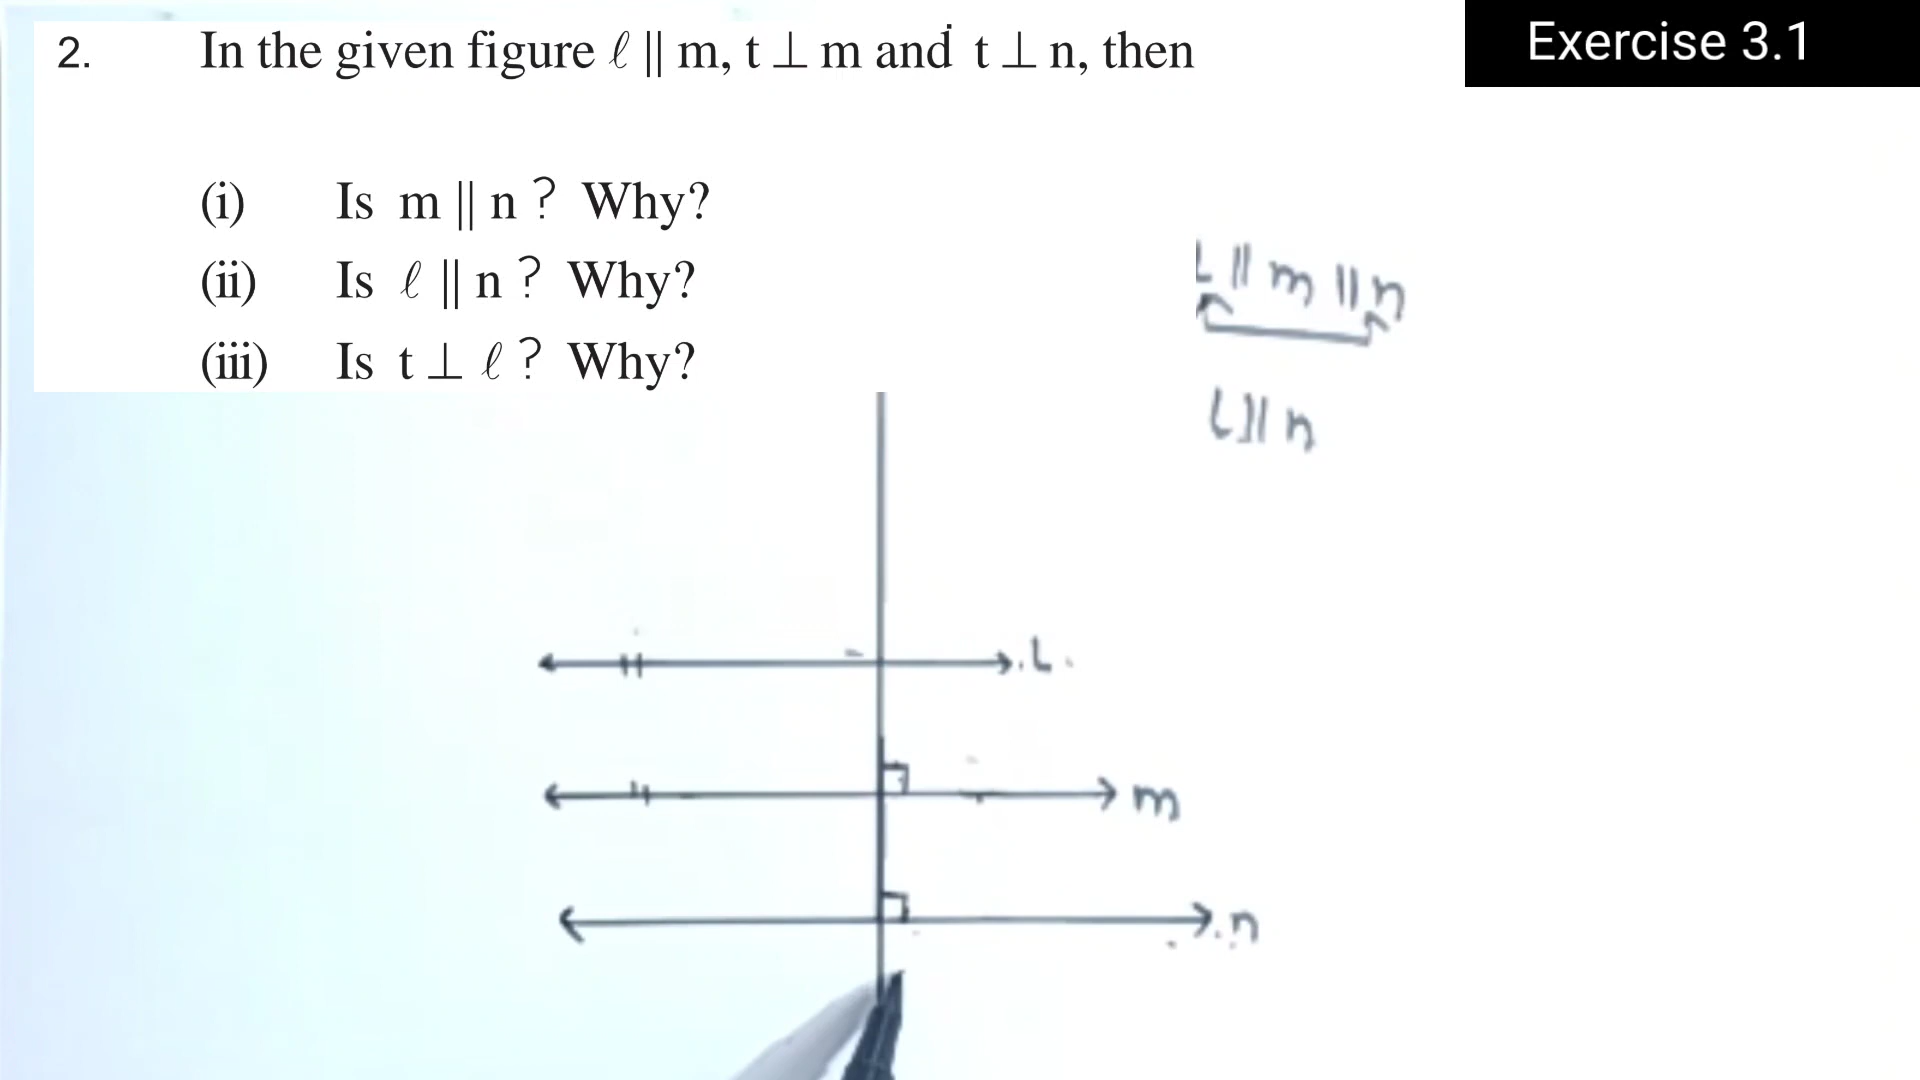 2. In the given figure ℓ || m, t ⊥ m and t ⊥ n, then
Exercise 3.1
(i) Is m || n ? Why?
(ii) Is ℓ || n ? Why?
(iii) Is t ⊥ ℓ ? Why?
L || m || n
l || n
L
m
n